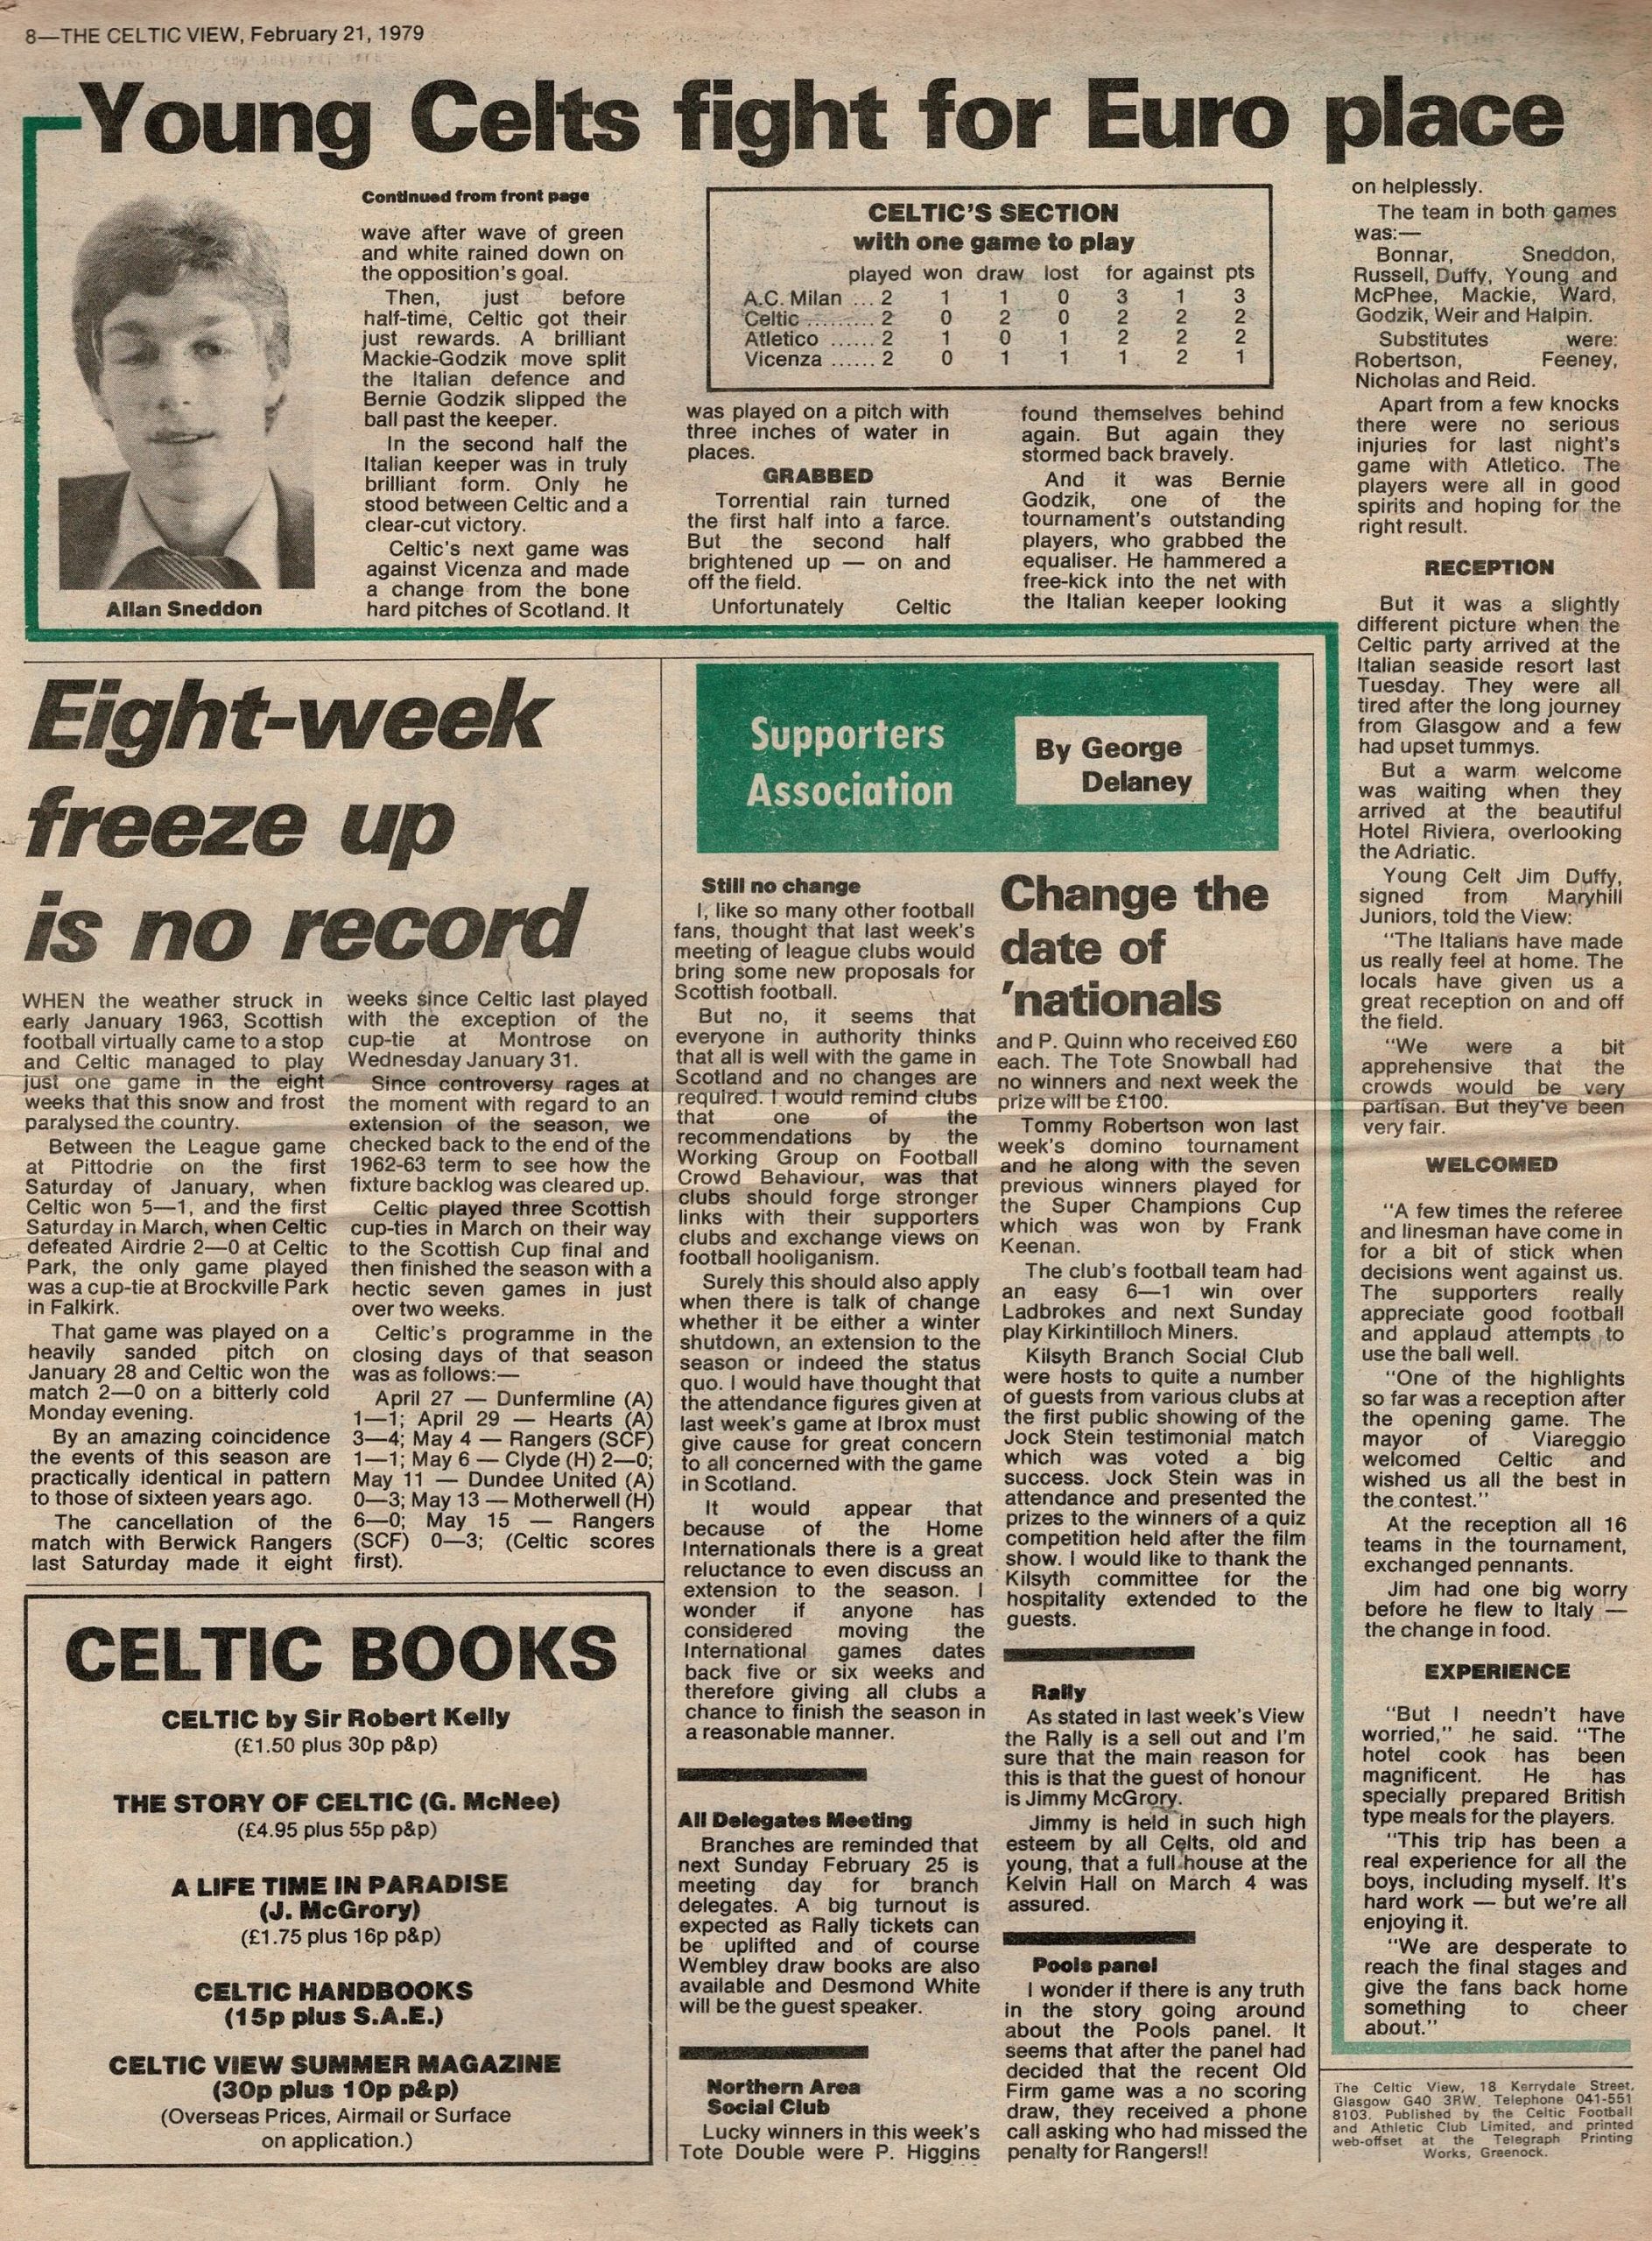 8—THE CELTIC VIEW, February 21, 1979
Young Celts fight for Euro place
Allan Sneddon
Continued from front page
wave after wave of green
and white rained down on
the opposition's goal.
Then, just before
half-time, Celtic got their
just rewards. A brilliant
Mackie-Godzik move split
the Italian defence and
Bernie Godzik slipped the
ball past the keeper.
In the second half the
Italian keeper was in truly
brilliant form. Only he
stood between Celtic and a
clear-cut victory.
Celtic's next game was
against Vicenza and made
a change from the bone
hard pitches of Scotland. It
CELTIC'S SECTION
with one game to play
played won draw lost for against pts
A.C. Milan ... 2 1 1 0 3 1 3
Celtic ......... 2 0 2 0 2 2 2
Atletico ...... 2 1 0 1 2 2 2
Vicenza ...... 2 0 1 1 1 2 1
was played on a pitch with
three inches of water in
places.
GRABBED
Torrential rain turned
the first half into a farce.
But the second half
brightened up — on and
off the field.
Unfortunately Celtic
found themselves behind
again. But again they
stormed back bravely.
And it was Bernie
Godzik, one of the
tournament's outstanding
players, who grabbed the
equaliser. He hammered a
free-kick into the net with
the Italian keeper looking
on helplessly.
The team in both games
was:—
Bonnar, Sneddon,
Russell, Duffy, Young and
McPhee, Mackie, Ward,
Godzik, Weir and Halpin.
Substitutes were:
Robertson, Feeney,
Nicholas and Reid.
Apart from a few knocks
there were no serious
injuries for last night's
game with Atletico. The
players were all in good
spirits and hoping for the
right result.
RECEPTION
But it was a slightly
different picture when the
Celtic party arrived at the
Italian seaside resort last
Tuesday. They were all
tired after the long journey
from Glasgow and a few
had upset tummys.
But a warm welcome
was waiting when they
arrived at the beautiful
Hotel Riviera, overlooking
the Adriatic.
Young Celt Jim Duffy,
signed from Maryhill
Juniors, told the View:
"The Italians have made
us really feel at home. The
locals have given us a
great reception on and off
the field.
"We were a bit
apprehensive that the
crowds would be very
partisan. But they've been
very fair.
WELCOMED
"A few times the referee
and linesman have come in
for a bit of stick when
decisions went against us.
The supporters really
appreciate good football
and applaud attempts to
use the ball well.
"One of the highlights
so far was a reception after
the opening game. The
mayor of Viareggio
welcomed Celtic and
wished us all the best in
the contest."
At the reception all 16
teams in the tournament,
exchanged pennants.
Jim had one big worry
before he flew to Italy —
the change in food.
EXPERIENCE
"But I needn't have
worried," he said. "The
hotel cook has been
magnificent. He has
specially prepared British
type meals for the players.
"This trip has been a
real experience for all the
boys, including myself. It's
hard work — but we're all
enjoying it.
"We are desperate to
reach the final stages and
give the fans back home
something to cheer
about."
Eight-week
freeze up
is no record
WHEN the weather struck in
early January 1963, Scottish
football virtually came to a stop
and Celtic managed to play
just one game in the eight
weeks that this snow and frost
paralysed the country.
Between the League game
at Pittodrie on the first
Saturday of January, when
Celtic won 5—1, and the first
Saturday in March, when Celtic
defeated Airdrie 2—0 at Celtic
Park, the only game played
was a cup-tie at Brockville Park
in Falkirk.
That game was played on a
heavily sanded pitch on
January 28 and Celtic won the
match 2—0 on a bitterly cold
Monday evening.
By an amazing coincidence
the events of this season are
practically identical in pattern
to those of sixteen years ago.
The cancellation of the
match with Berwick Rangers
last Saturday made it eight
weeks since Celtic last played
with the exception of the
cup-tie at Montrose on
Wednesday January 31.
Since controversy rages at
the moment with regard to an
extension of the season, we
checked back to the end of the
1962-63 term to see how the
fixture backlog was cleared up.
Celtic played three Scottish
cup-ties in March on their way
to the Scottish Cup final and
then finished the season with a
hectic seven games in just
over two weeks.
Celtic's programme in the
closing days of that season
was as follows:—
April 27 — Dunfermline (A)
1—1; April 29 — Hearts (A)
3—4; May 4 — Rangers (SCF)
1—1; May 6 — Clyde (H) 2—0;
May 11 — Dundee United (A)
0—3; May 13 — Motherwell (H)
6—0; May 15 — Rangers
(SCF) 0—3; (Celtic scores
first).
CELTIC BOOKS
CELTIC by Sir Robert Kelly
(£1.50 plus 30p p&p)
THE STORY OF CELTIC (G. McNee)
(£4.95 plus 55p p&p)
A LIFE TIME IN PARADISE
(J. McGrory)
(£1.75 plus 16p p&p)
CELTIC HANDBOOKS
(15p plus S.A.E.)
CELTIC VIEW SUMMER MAGAZINE
(30p plus 10p p&p)
(Overseas Prices, Airmail or Surface
on application.)
Supporters
Association
By George
Delaney
Still no change
I, like so many other football
fans, thought that last week's
meeting of league clubs would
bring some new proposals for
Scottish football.
But no, it seems that
everyone in authority thinks
that all is well with the game in
Scotland and no changes are
required. I would remind clubs
that one of the
recommendations by the
Working Group on Football
Crowd Behaviour, was that
clubs should forge stronger
links with their supporters
clubs and exchange views on
football hooliganism.
Surely this should also apply
when there is talk of change
whether it be either a winter
shutdown, an extension to the
season or indeed the status
quo. I would have thought that
the attendance figures given at
last week's game at Ibrox must
give cause for great concern
to all concerned with the game
in Scotland.
It would appear that
because of the Home
Internationals there is a great
reluctance to even discuss an
extension to the season. I
wonder if anyone has
considered moving the
International games dates
back five or six weeks and
therefore giving all clubs a
chance to finish the season in
a reasonable manner.
All Delegates Meeting
Branches are reminded that
next Sunday February 25 is
meeting day for branch
delegates. A big turnout is
expected as Rally tickets can
be uplifted and of course
Wembley draw books are also
available and Desmond White
will be the guest speaker.
Northern Area
Social Club
Lucky winners in this week's
Tote Double were P. Higgins
Change the
date of
'nationals
and P. Quinn who received £60
each. The Tote Snowball had
no winners and next week the
prize will be £100.
Tommy Robertson won last
week's domino tournament
and he along with the seven
previous winners played for
the Super Champions Cup
which was won by Frank
Keenan.
The club's football team had
an easy 6—1 win over
Ladbrokes and next Sunday
play Kirkintilloch Miners.
Kilsyth Branch Social Club
were hosts to quite a number
of guests from various clubs at
the first public showing of the
Jock Stein testimonial match
which was voted a big
success. Jock Stein was in
attendance and presented the
prizes to the winners of a quiz
competition held after the film
show. I would like to thank the
Kilsyth committee for the
hospitality extended to the
guests.
Rally
As stated in last week's View
the Rally is a sell out and I'm
sure that the main reason for
this is that the guest of honour
is Jimmy McGrory.
Jimmy is held in such high
esteem by all Celts, old and
young, that a full house at the
Kelvin Hall on March 4 was
assured.
Pools panel
I wonder if there is any truth
in the story going around
about the Pools panel. It
seems that after the panel had
decided that the recent Old
Firm game was a no scoring
draw, they received a phone
call asking who had missed the
penalty for Rangers!!
The Celtic View, 18 Kerrydale Street,
Glasgow G40 3RW. Telephone 041-551
8103. Published by the Celtic Football
and Athletic Club Limited, and printed
web-offset at the Telegraph Printing
Works, Greenock.